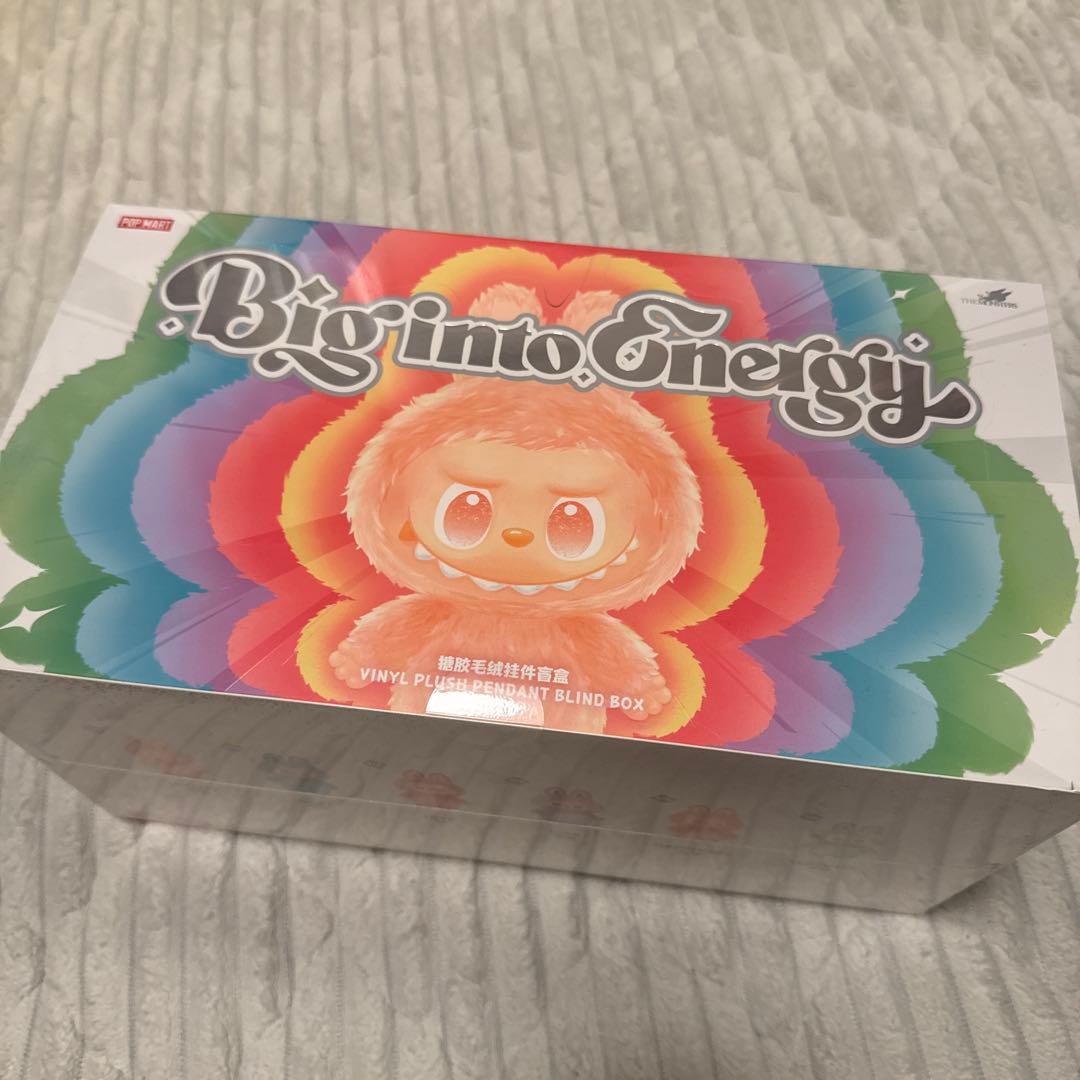 POP MART
Big into Energy
THE MONSTERS
搪胶毛绒挂件盲盒
VINYL PLUSH PENDANT BLIND BOX